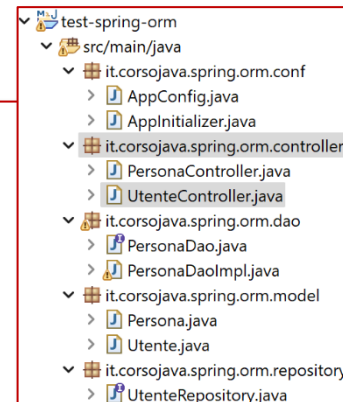 test-spring-orm
src/main/java
it.corsojava.spring.orm.conf
AppConfig.java
AppInitializer.java
it.corsojava.spring.orm.controller
PersonaController.java
UtenteController.java
it.corsojava.spring.orm.dao
PersonaDao.java
PersonaDaoImpl.java
it.corsojava.spring.orm.model
Persona.java
Utente.java
it.corsojava.spring.orm.repository
UtenteRepository.java